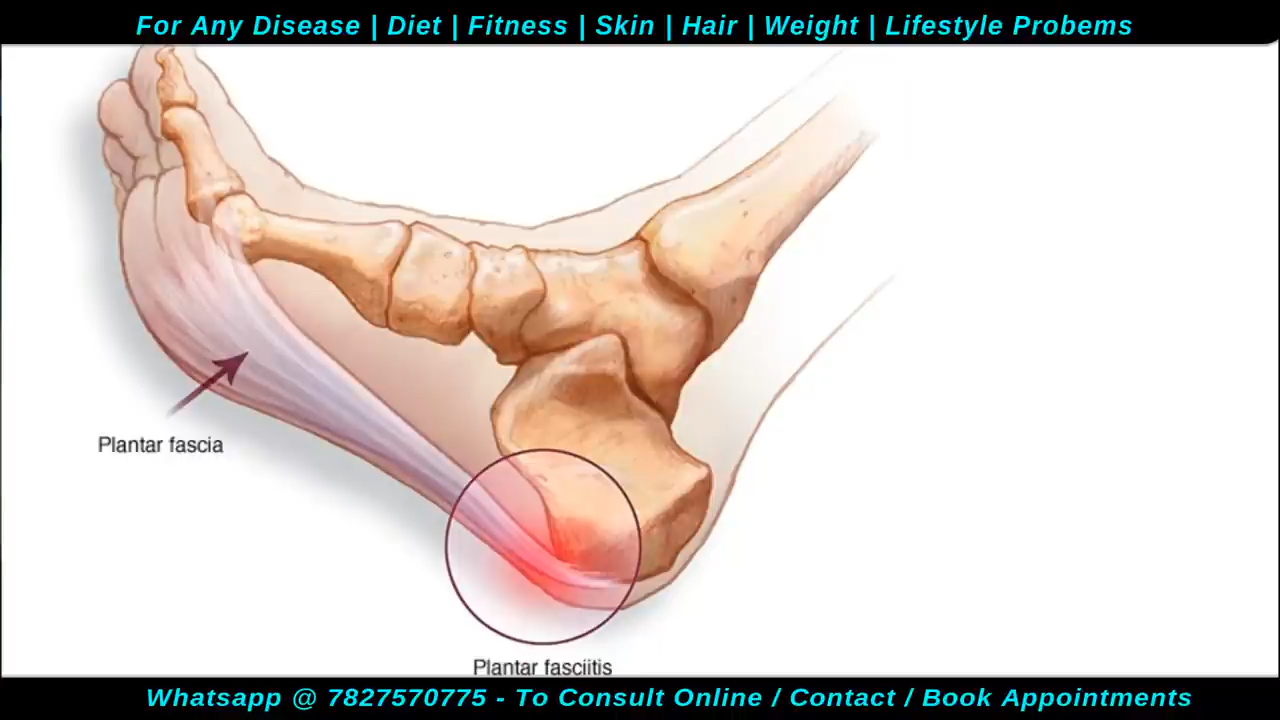 For Any Disease | Diet | Fitness | Skin | Hair | Weight | Lifestyle Probems
Plantar fascia
Plantar fasciitis
Whatsapp @ 7827570775 - To Consult Online / Contact / Book Appointments